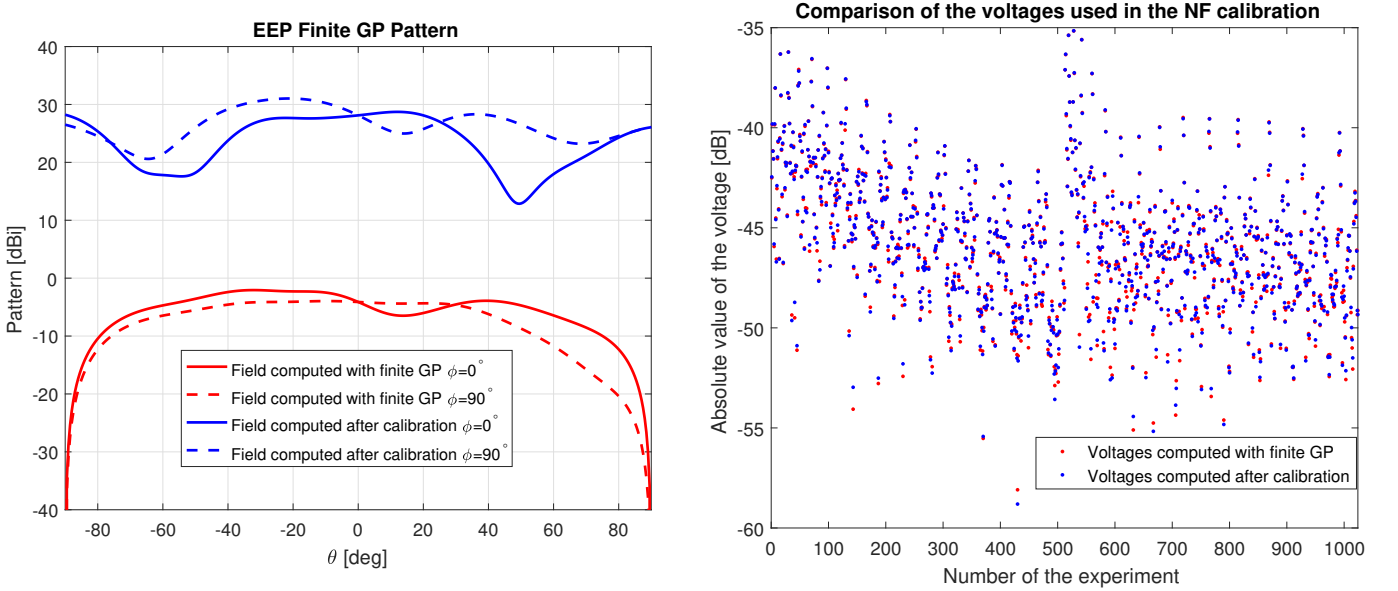 EEP Finite GP Pattern
Pattern [dBi]
40
30
20
10
0
-10
-20
-30
-40
-80
-60
-40
-20
0
20
40
60
80
θ [deg]
Field computed with finite GP ϕ=0°
Field computed with finite GP ϕ=90°
Field computed after calibration ϕ=0°
Field computed after calibration ϕ=90°
Comparison of the voltages used in the NF calibration
Absolute value of the voltage [dB]
-35
-40
-45
-50
-55
-60
0
100
200
300
400
500
600
700
800
900
1000
Number of the experiment
Voltages computed with finite GP
Voltages computed after calibration